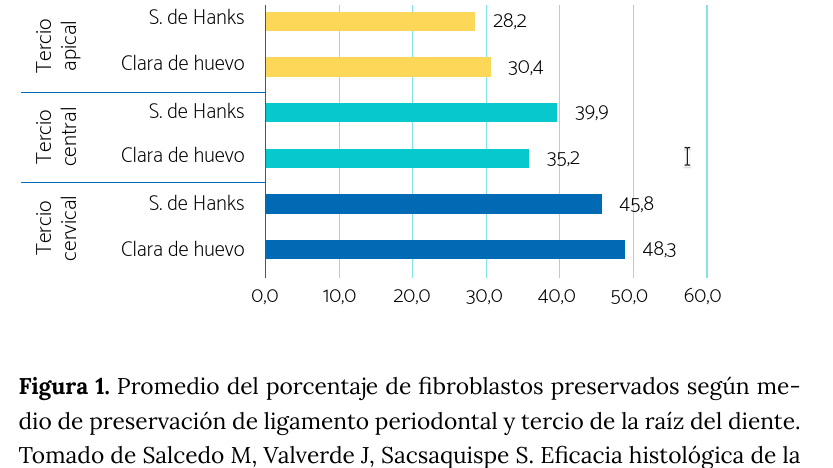 Tercio apical
S. de Hanks 28,2
Clara de huevo 30,4
Tercio central
S. de Hanks 39,9
Clara de huevo 35,2
Tercio cervical
S. de Hanks 45,8
Clara de huevo 48,3
0,0 10,0 20,0 30,0 40,0 50,0 60,0
Figura 1. Promedio del porcentaje de fibroblastos preservados según me-
dio de preservación de ligamento periodontal y tercio de la raíz del diente.
Tomado de Salcedo M, Valverde J, Sacsaquispe S. Eficacia histológica de la